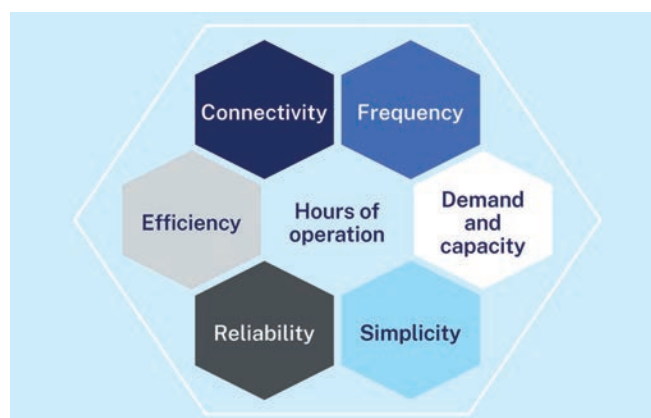 Connectivity
Frequency
Efficiency
Hours of
operation
Demand
and
capacity
Reliability
Simplicity